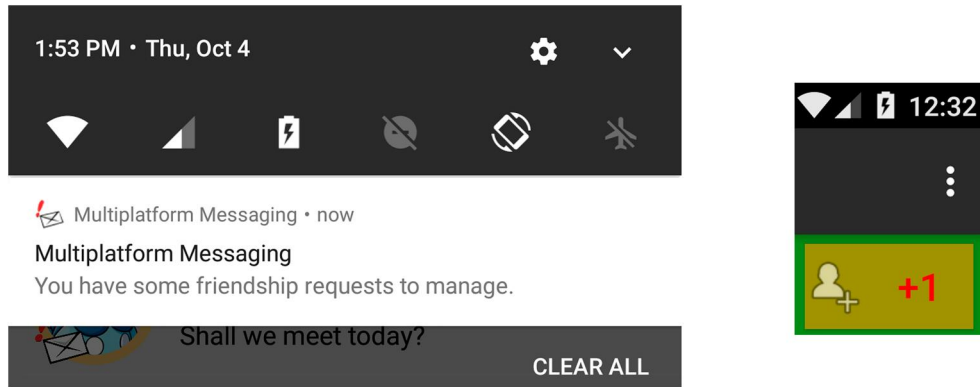 1:53 PM • Thu, Oct 4
Multiplatform Messaging • now
Multiplatform Messaging
You have some friendship requests to manage.
Shall we meet today?
CLEAR ALL
12:32
+1